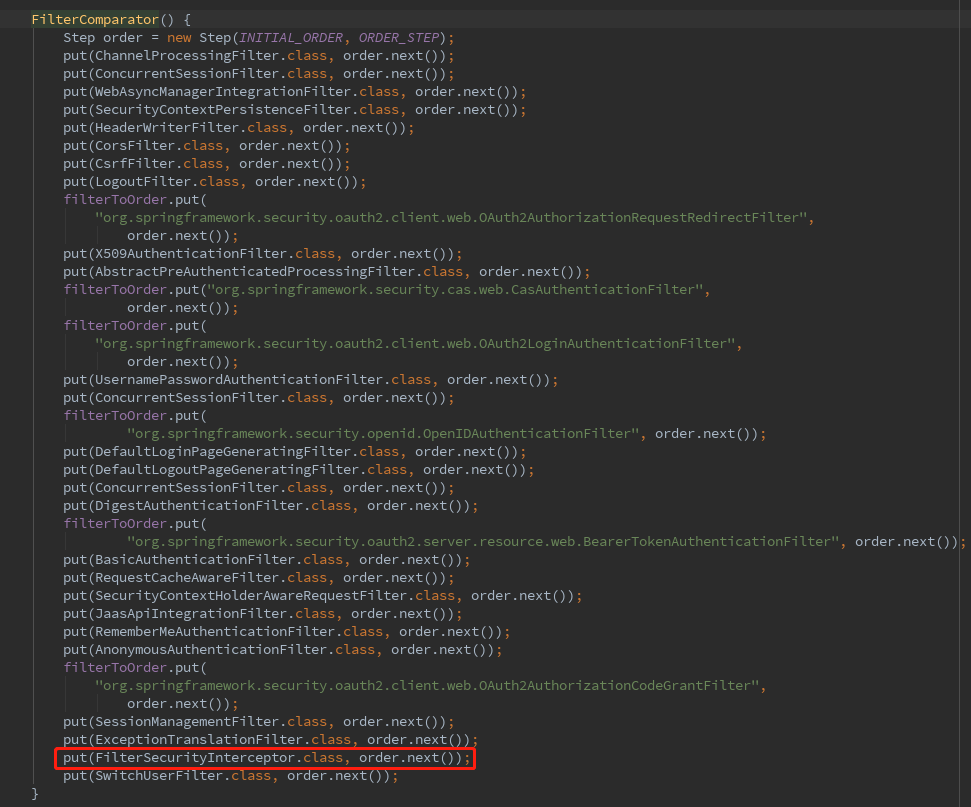 FilterComparator() {
Step order = new Step(INITIAL_ORDER, ORDER_STEP);
put(ChannelProcessingFilter.class, order.next());
put(ConcurrentSessionFilter.class, order.next());
put(WebAsyncManagerIntegrationFilter.class, order.next());
put(SecurityContextPersistenceFilter.class, order.next());
put(HeaderWriterFilter.class, order.next());
put(CorsFilter.class, order.next());
put(CsrfFilter.class, order.next());
put(LogoutFilter.class, order.next());
filterToOrder.put(
"org.springframework.security.oauth2.client.web.OAuth2AuthorizationRequestRedirectFilter",
order.next());
put(X509AuthenticationFilter.class, order.next());
put(AbstractPreAuthenticatedProcessingFilter.class, order.next());
filterToOrder.put("org.springframework.security.cas.web.CasAuthenticationFilter",
order.next());
filterToOrder.put(
"org.springframework.security.oauth2.client.web.OAuth2LoginAuthenticationFilter",
order.next());
put(UsernamePasswordAuthenticationFilter.class, order.next());
put(ConcurrentSessionFilter.class, order.next());
filterToOrder.put(
"org.springframework.security.openid.OpenIDAuthenticationFilter", order.next());
put(DefaultLoginPageGeneratingFilter.class, order.next());
put(DefaultLogoutPageGeneratingFilter.class, order.next());
put(ConcurrentSessionFilter.class, order.next());
put(DigestAuthenticationFilter.class, order.next());
filterToOrder.put(
"org.springframework.security.oauth2.server.resource.web.BearerTokenAuthenticationFilter", order.next());
put(BasicAuthenticationFilter.class, order.next());
put(RequestCacheAwareFilter.class, order.next());
put(SecurityContextHolderAwareRequestFilter.class, order.next());
put(JaasApiIntegrationFilter.class, order.next());
put(RememberMeAuthenticationFilter.class, order.next());
put(AnonymousAuthenticationFilter.class, order.next());
filterToOrder.put(
"org.springframework.security.oauth2.client.web.OAuth2AuthorizationCodeGrantFilter",
order.next());
put(SessionManagementFilter.class, order.next());
put(ExceptionTranslationFilter.class, order.next());
put(FilterSecurityInterceptor.class, order.next());
put(SwitchUserFilter.class, order.next());
}